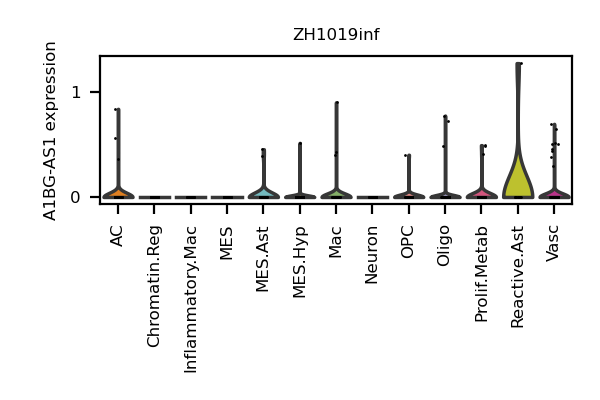 ZH1019inf
A1BG-AS1 expression
1
0
AC
Chromatin.Reg
Inflammatory.Mac
MES
MES.Ast
MES.Hyp
Mac
Neuron
OPC
Oligo
Prolif.Metab
Reactive.Ast
Vasc